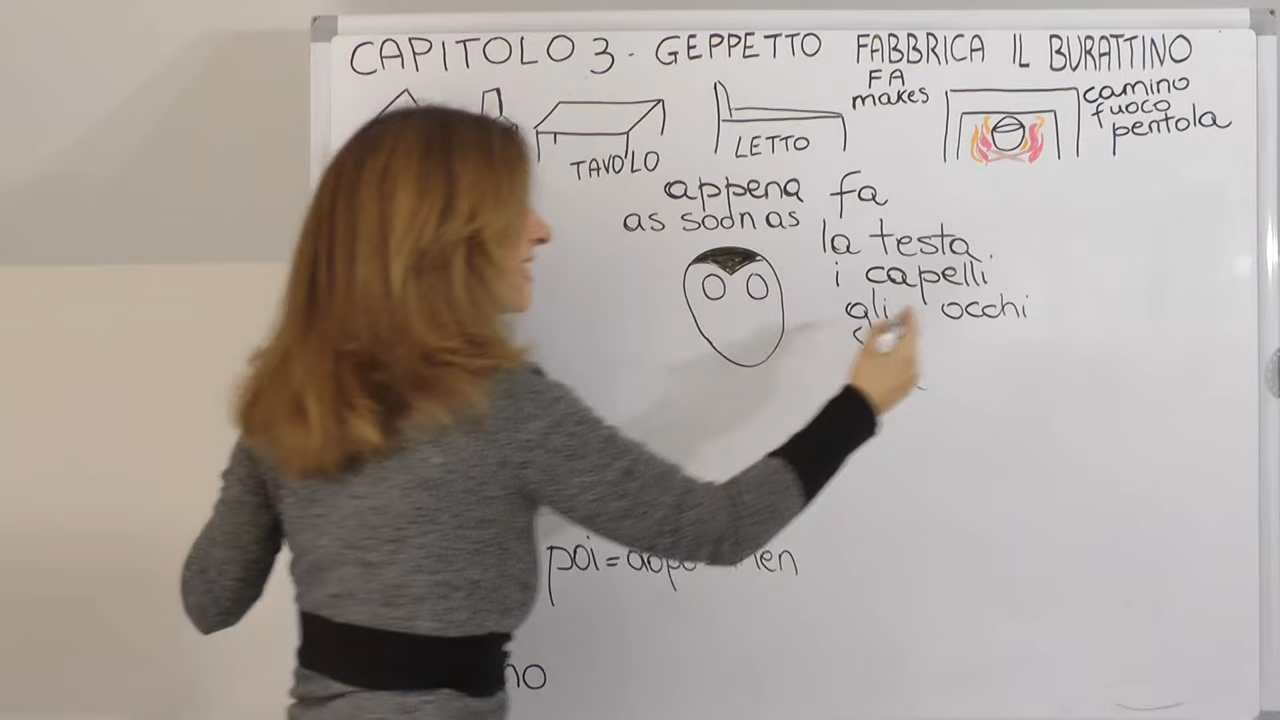 CAPITOLO 3 - GEPPETTO FABBRICA IL BURATTINO
FA
makes
camino
fuoco
pentola
TAVOLO
LETTO
appena fa
as soon as
la testa
i capelli
gli occhi
poi = dopo